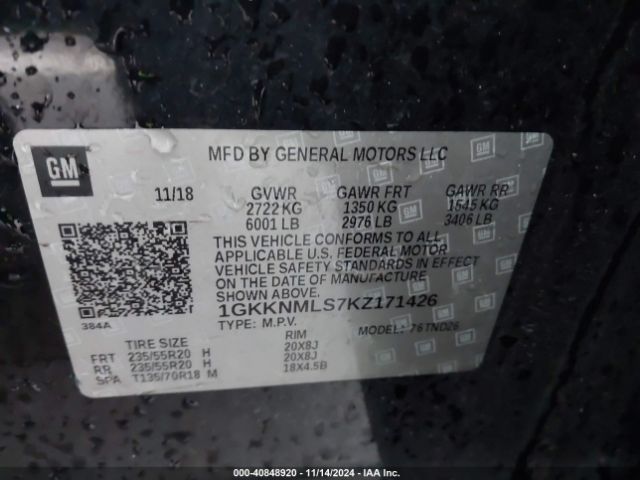 GM
MFD BY GENERAL MOTORS LLC
11/18 GVWR GAWR FRT GAWR RR
2722 KG 1350 KG 1545 KG
6001 LB 2976 LB 3406 LB
THIS VEHICLE CONFORMS TO ALL
APPLICABLE U.S. FEDERAL MOTOR
VEHICLE SAFETY STANDARDS IN EFFECT
ON THE DATE OF MANUFACTURE
SHOWN ABOVE.
1GKKNMLS7KZ171426
384A
TYPE: M.P.V. MODEL: 76TND26
TIRE SIZE RIM
FRT 235/55R20 H 20X8J
RR 235/55R20 H 20X8J
SPA T135/70R18 M 18X4.5B
000-40848920 - 11/14/2024 - IAA Inc.